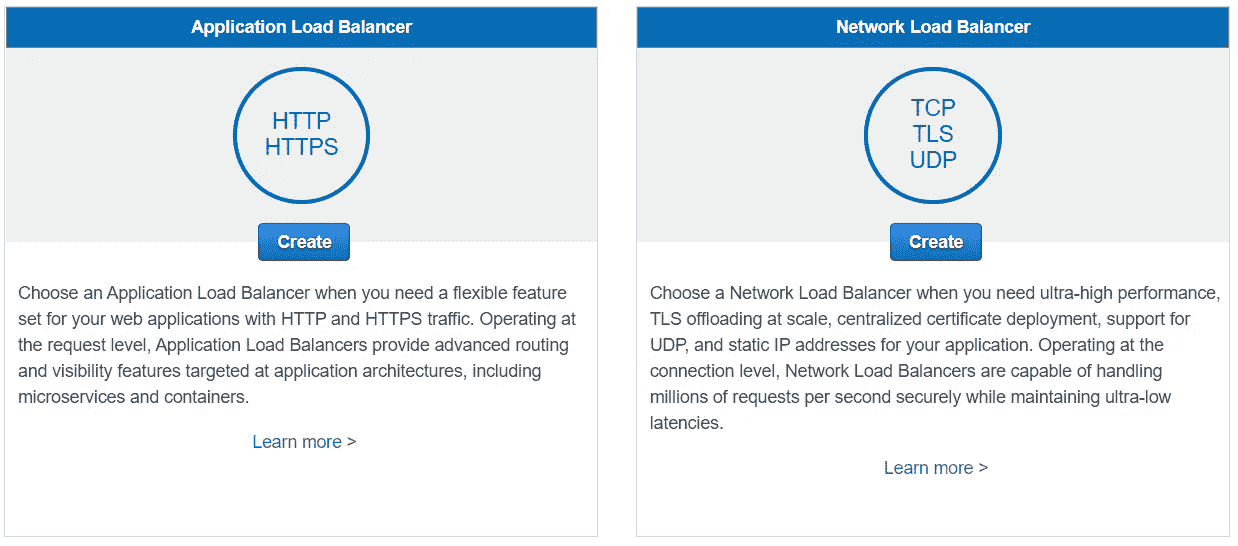 Application Load Balancer
HTTP
HTTPS
Create
Choose an Application Load Balancer when you need a flexible feature
set for your web applications with HTTP and HTTPS traffic. Operating at
the request level, Application Load Balancers provide advanced routing
and visibility features targeted at application architectures, including
microservices and containers.
Learn more >
Network Load Balancer
TCP
TLS
UDP
Create
Choose a Network Load Balancer when you need ultra-high performance,
TLS offloading at scale, centralized certificate deployment, support for
UDP, and static IP addresses for your application. Operating at the
connection level, Network Load Balancers are capable of handling
millions of requests per second securely while maintaining ultra-low
latencies.
Learn more >